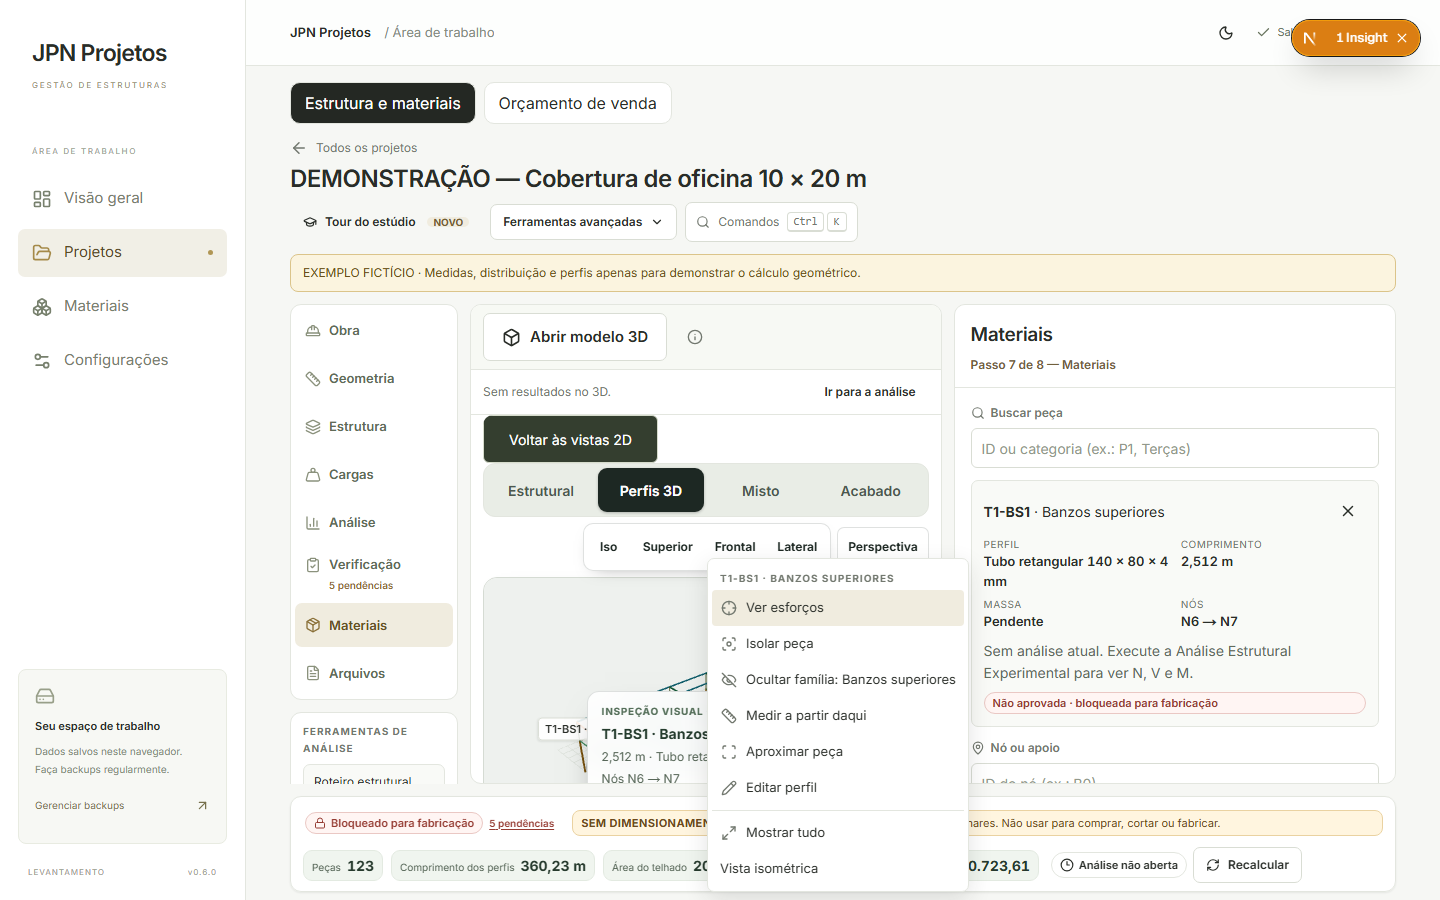 JPN Projetos
GESTÃO DE ESTRUTURAS
ÁREA DE TRABALHO
Visão geral
Projetos
Materiais
Configurações
Seu espaço de trabalho
Dados salvos neste navegador.
Faça backups regularmente.
Gerenciar backups
LEVANTAMENTO v0.6.0
JPN Projetos / Área de trabalho
1 Insight
Estrutura e materiais
Orçamento de venda
Todos os projetos
DEMONSTRAÇÃO — Cobertura de oficina 10 × 20 m
Tour do estúdio NOVO
Ferramentas avançadas
Comandos Ctrl K
EXEMPLO FICTÍCIO · Medidas, distribuição e perfis apenas para demonstrar o cálculo geométrico.
Obra
Geometria
Estrutura
Cargas
Análise
Verificação
5 pendências
Materiais
Arquivos
FERRAMENTAS DE
ANÁLISE
Roteiro estrutural
Abrir modelo 3D
Sem resultados no 3D.
Ir para a análise
Voltar às vistas 2D
Estrutural
Perfis 3D
Misto
Acabado
Iso
Superior
Frontal
Lateral
Perspectiva
T1-BS1 ·
INSPEÇÃO VISUAL
T1-BS1 · Banzos
2,512 m · Tubo
Nós N6 → N7
T1-BS1 · BANZOS SUPERIORES
Ver esforços
Isolar peça
Ocultar família: Banzos superiores
Medir a partir daqui
Aproximar peça
Editar perfil
Mostrar tudo
Vista isométrica
Materiais
Passo 7 de 8 — Materiais
Buscar peça
ID ou categoria (ex.: P1, Terças)
T1-BS1 · Banzos superiores
PERFIL
Tubo retangular 140 × 80 × 4
mm
COMPRIMENTO
2,512 m
MASSA
Pendente
NÓS
N6 → N7
Sem análise atual. Execute a Análise Estrutural
Experimental para ver N, V e M.
Não aprovada · bloqueada para fabricação
Nó ou apoio
ID do nó (ex.: B0)
Bloqueado para fabricação
5 pendências
SEM
Não usar para comprar, cortar ou fabricar.
Peças 123
Comprimento dos perfis 360,23 m
Área do telhado
0.723,61
Análise não aberta
Recalcular